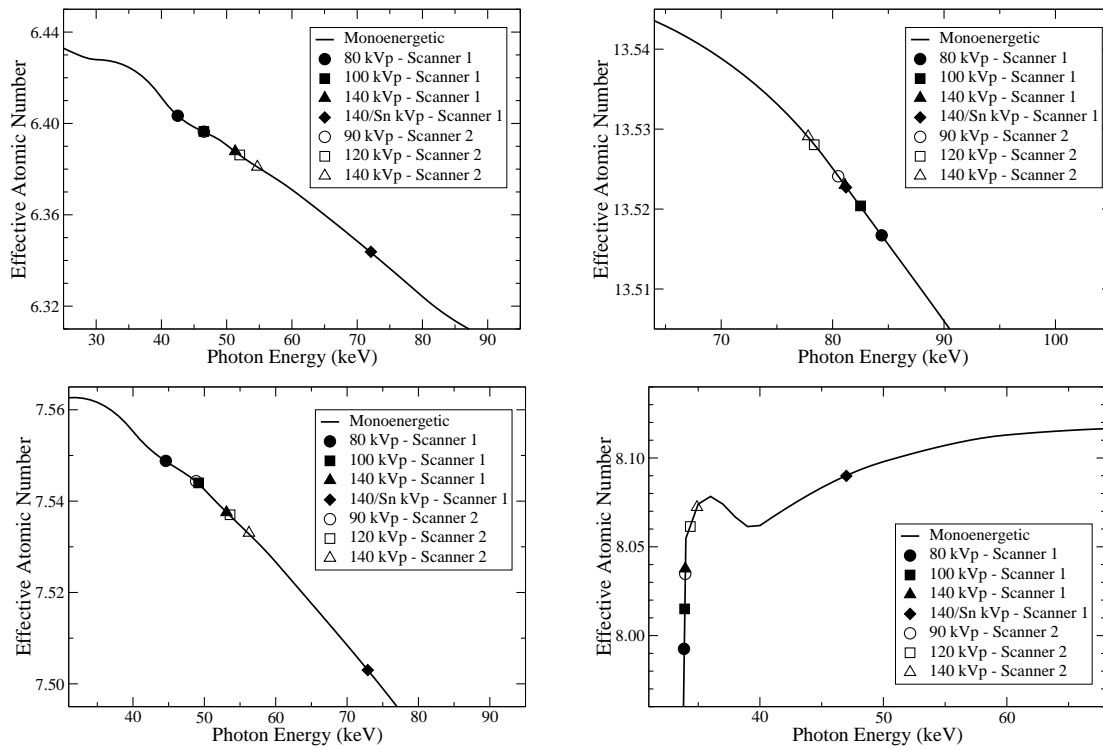 6.44
6.40
6.36
6.32
Effective Atomic Number
Monoenergetic
80 kVp - Scanner 1
100 kVp - Scanner 1
140 kVp - Scanner 1
140/Sn kVp - Scanner 1
90 kVp - Scanner 2
120 kVp - Scanner 2
140 kVp - Scanner 2
30 40 50 60 70 80 90
Photon Energy (keV)
13.54
13.53
13.52
13.51
Effective Atomic Number
Monoenergetic
80 kVp - Scanner 1
100 kVp - Scanner 1
140 kVp - Scanner 1
140/Sn kVp - Scanner 1
90 kVp - Scanner 2
120 kVp - Scanner 2
140 kVp - Scanner 2
70 80 90 100
Photon Energy (keV)
7.56
7.54
7.52
7.50
Effective Atomic Number
Monoenergetic
80 kVp - Scanner 1
100 kVp - Scanner 1
140 kVp - Scanner 1
140/Sn kVp - Scanner 1
90 kVp - Scanner 2
120 kVp - Scanner 2
140 kVp - Scanner 2
40 50 60 70 80 90
Photon Energy (keV)
8.10
8.05
8.00
Effective Atomic Number
Monoenergetic
80 kVp - Scanner 1
100 kVp - Scanner 1
140 kVp - Scanner 1
140/Sn kVp - Scanner 1
90 kVp - Scanner 2
120 kVp - Scanner 2
140 kVp - Scanner 2
40 50 60
Photon Energy (keV)